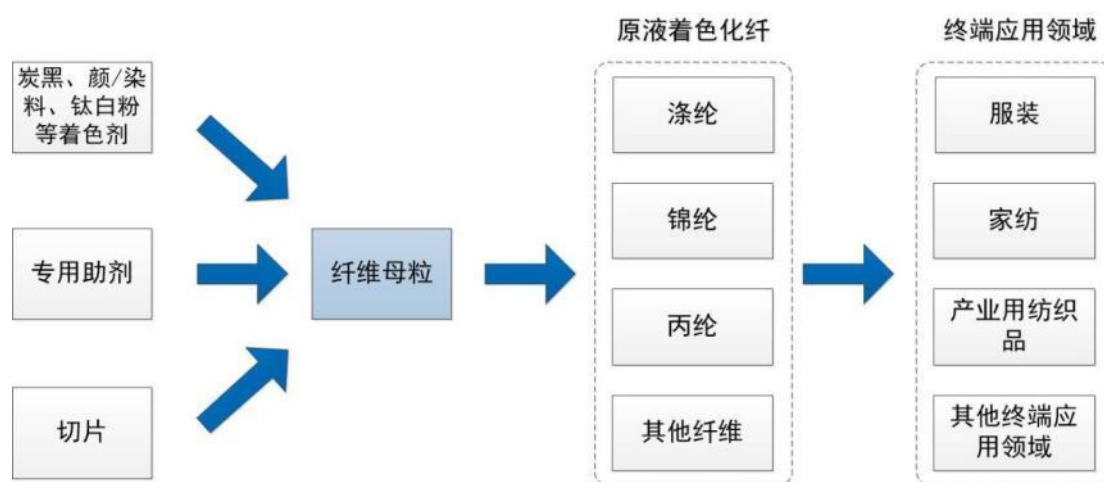 原液着色化纤
终端应用领域
炭黑、颜/染
料、钛白粉
等着色剂
专用助剂
切片
纤维母粒
涤纶
锦纶
丙纶
其他纤维
服装
家纺
产业用纺织
品
其他终端应
用领域